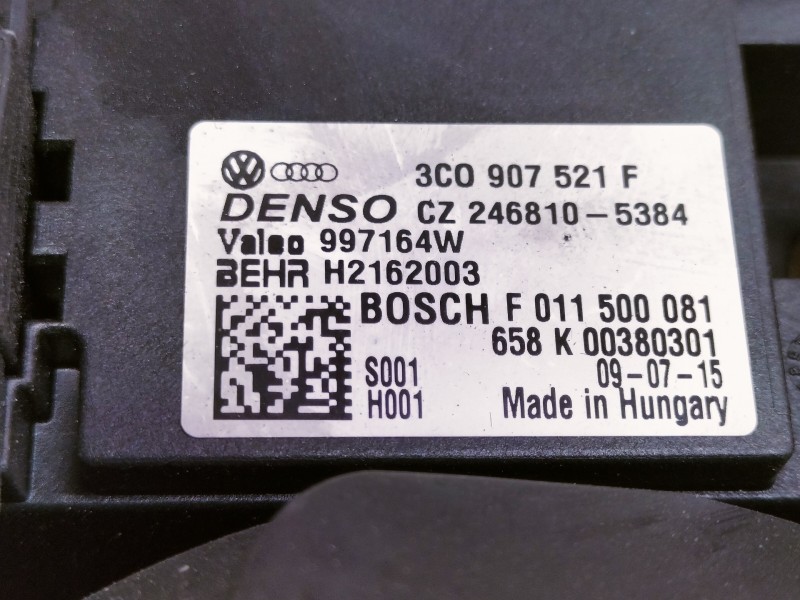 VW 3C0 907 521 F
DENSO CZ 246810-5384
Valeo 997164W
BEHR H2162003
BOSCH F 011 500 081
658 K 00380301
S001 09-07-15
H001 Made in Hungary